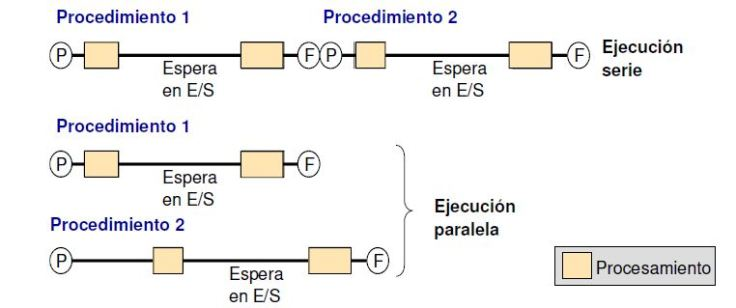 Procedimiento 1
Procedimiento 2
P
F
P
F
Espera
en E/S
Espera
en E/S
Ejecución
serie
Procedimiento 1
P
F
Espera
en E/S
Procedimiento 2
P
F
Espera
en E/S
Ejecución
paralela
Procesamiento